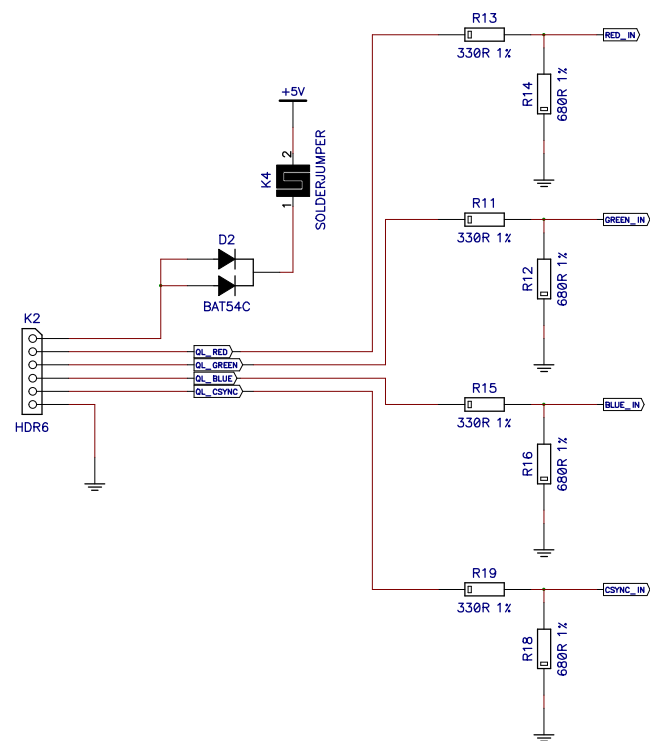 R13
330R 1%
RED_IN
R14
680R 1%
+5V
2
K4
SOLDERJUMPER
1
R11
330R 1%
GREEN_IN
R12
680R 1%
D2
BAT54C
K2
HDR6
QL_RED
QL_GREEN
QL_BLUE
QL_CSYNC
R15
330R 1%
BLUE_IN
R16
680R 1%
R19
330R 1%
CSYNC_IN
R18
680R 1%